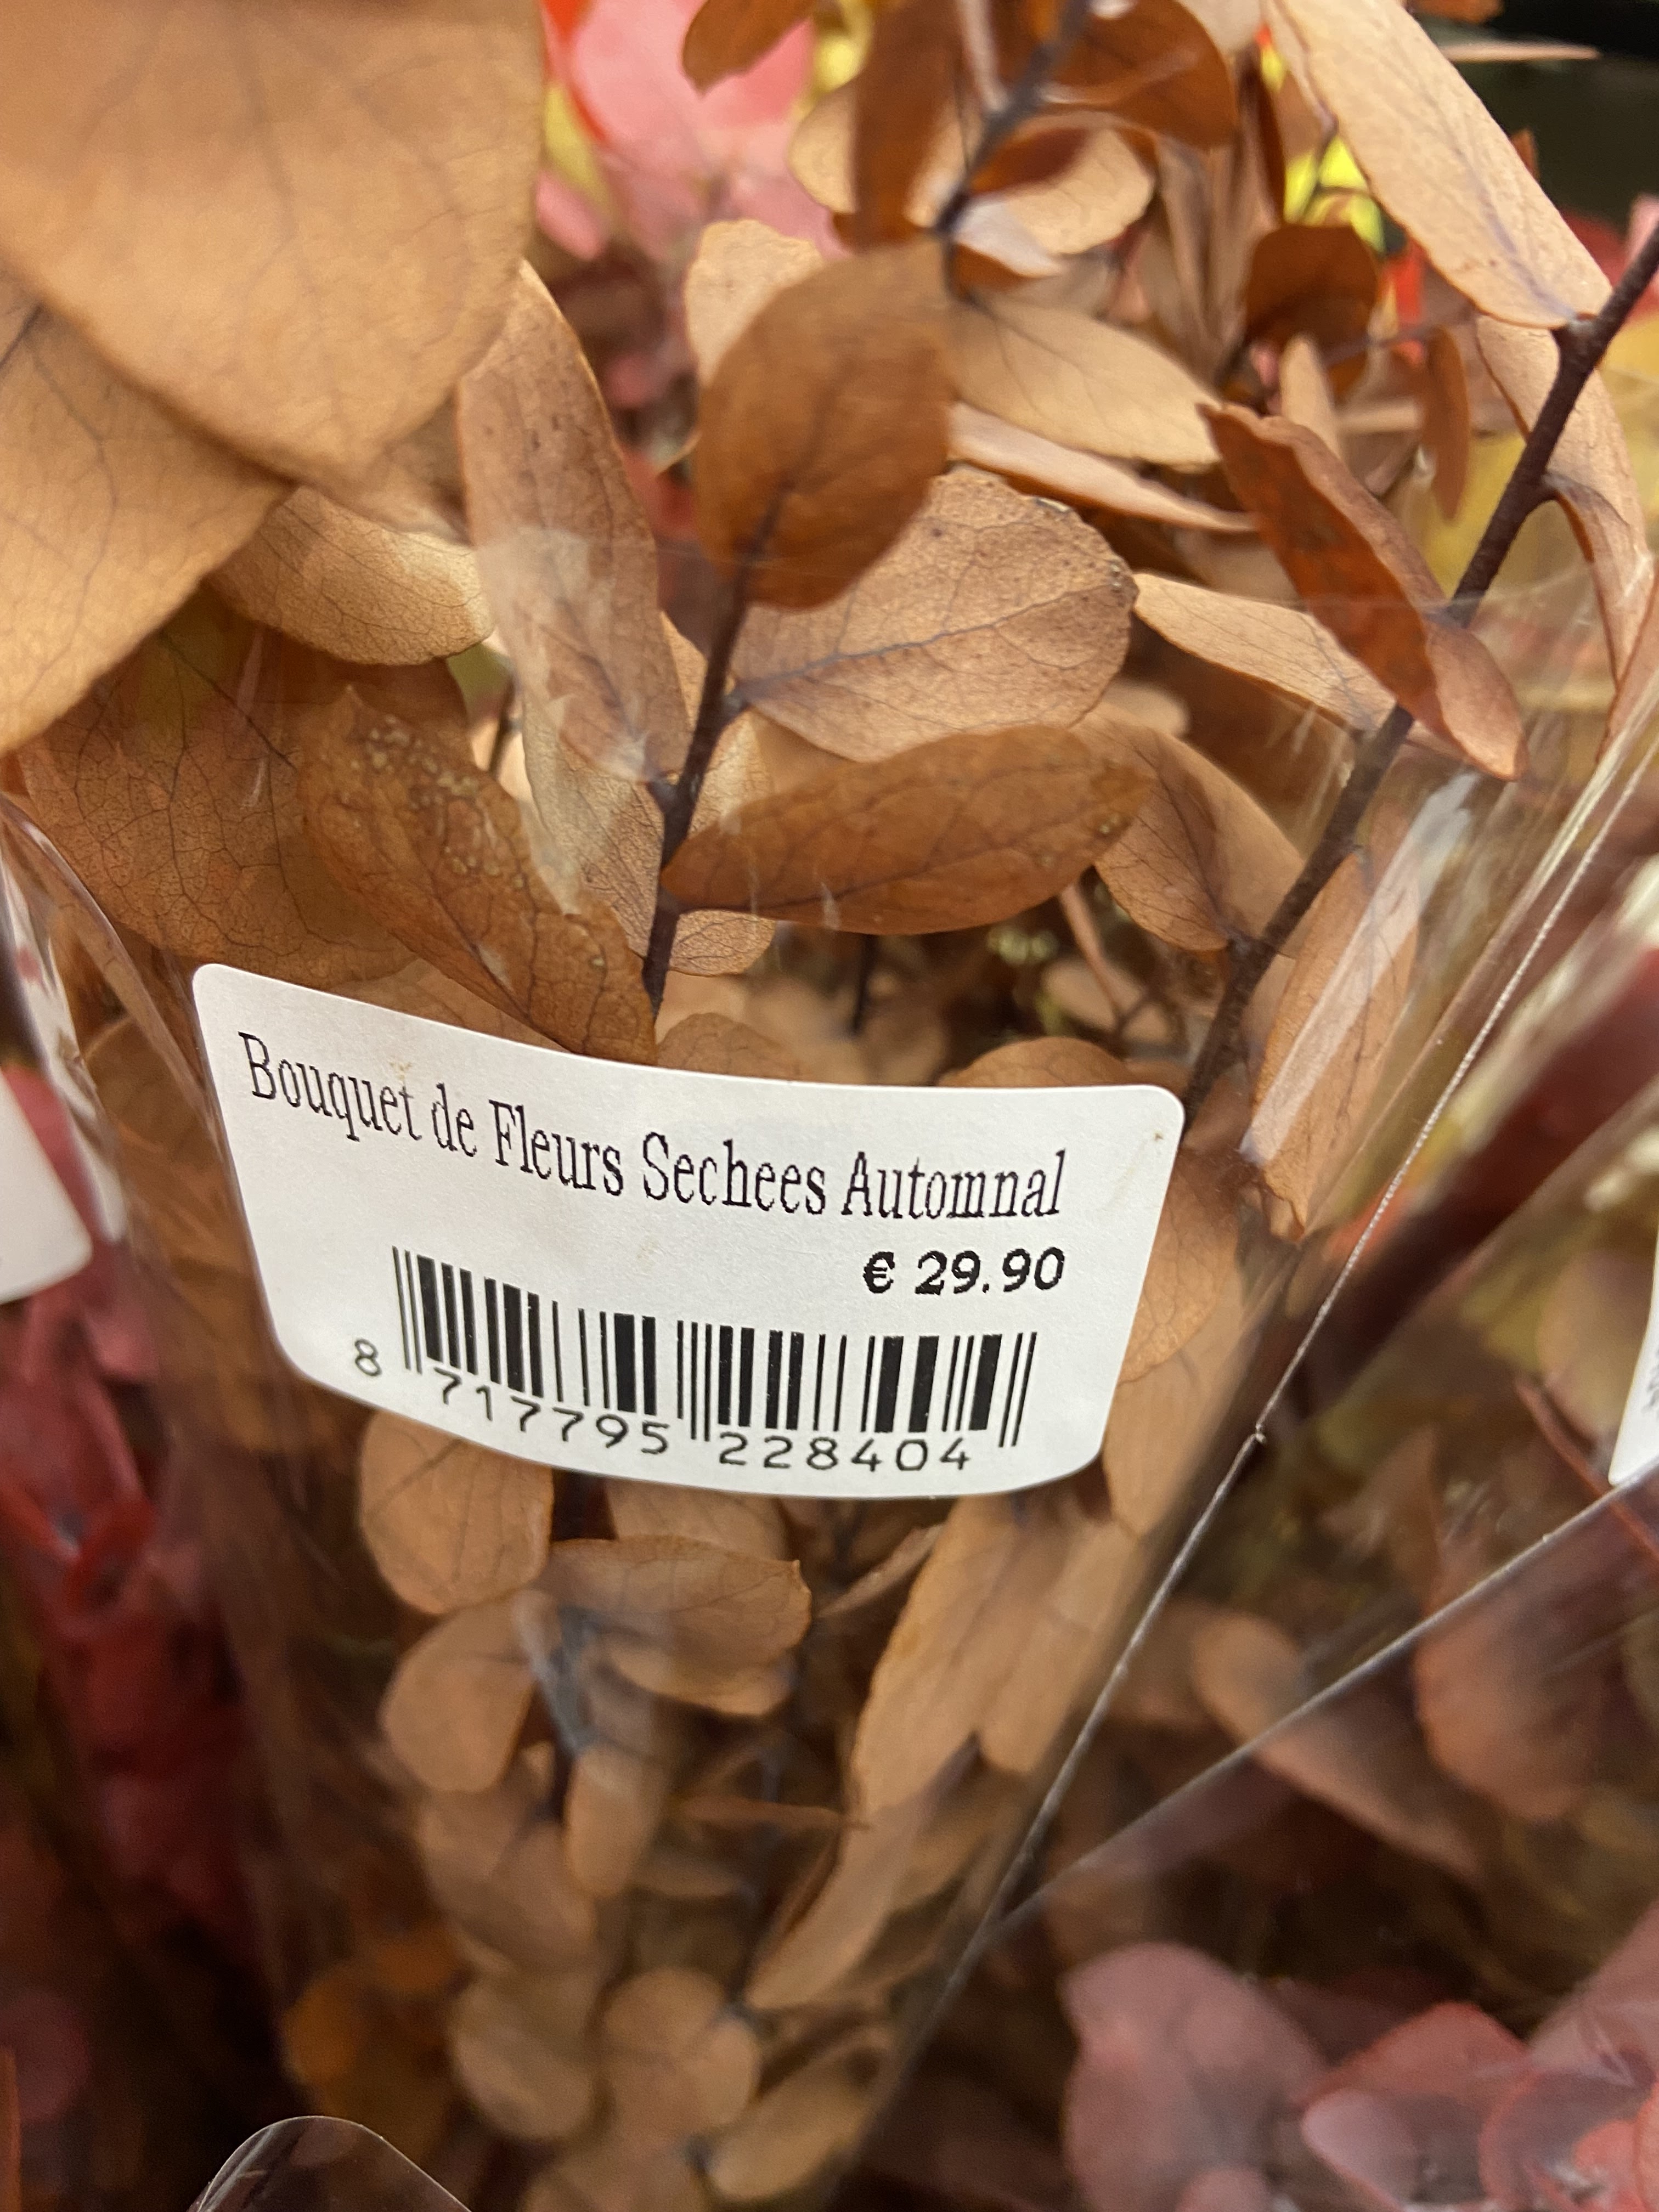 Bouquet de Fleurs Sechees Automnal
€ 29.90
8 717795 228404